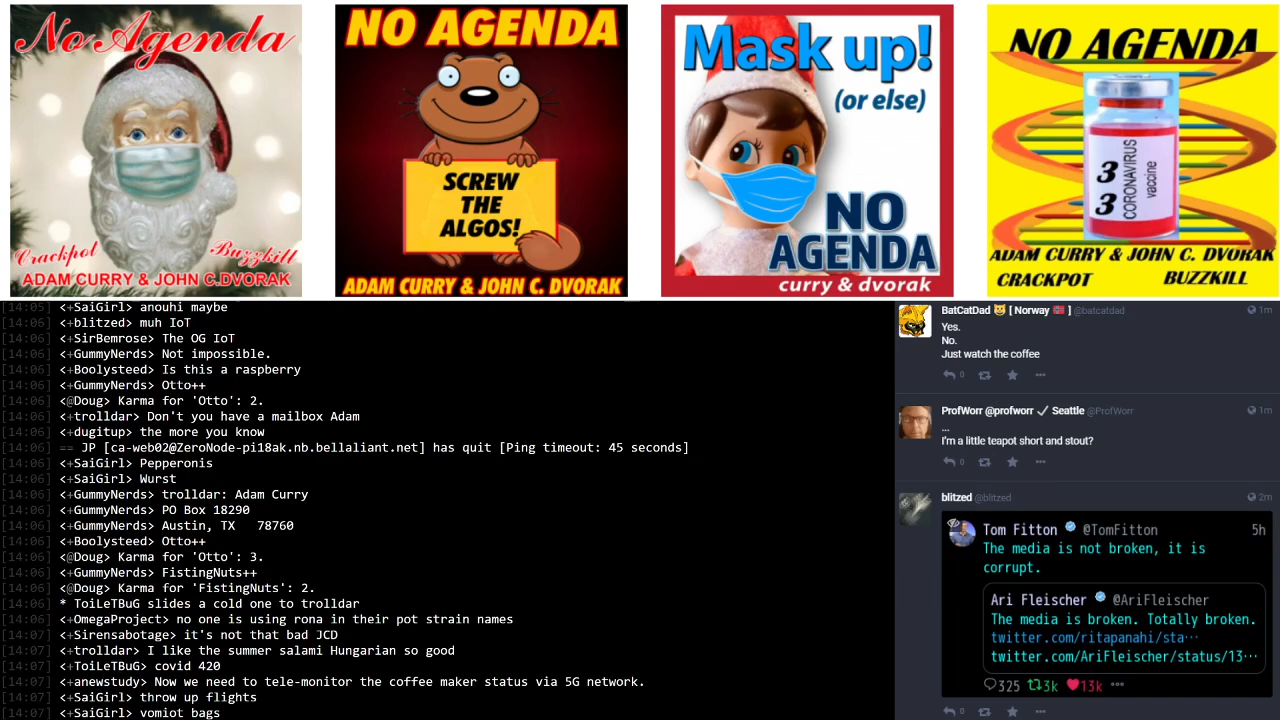 No Agenda
Crackpot
Buzzkill
ADAM CURRY & JOHN C.DVORAK
NO AGENDA
SCREW
THE
ALGOS!
ADAM CURRY & JOHN C. DVORAK
Mask up!
(or else)
NO
AGENDA
curry & dvorak
NO AGENDA
3
3
CORONAVIRUS
vaccine
ADAM CURRY & JOHN C. DVORAK
CRACKPOT
BUZZKILL
[14:05] <+SaiGirl> anouhi maybe
[14:06] <+blitzed> muh IoT
[14:06] <+SirBemrose> The OG IoT
[14:06] <+GummyNerds> Not impossible.
[14:06] <+Boolysteed> Is this a raspberry
[14:06] <+GummyNerds> Otto++
[14:06] <@Doug> Karma for 'Otto': 2.
[14:06] <+trolldar> Don't you have a mailbox Adam
[14:06] <+dugitup> the more you know
[14:06] == JP [ca-web02@ZeroNode-pi18ak.nb.bellaliant.net] has quit [Ping timeout: 45 seconds]
[14:06] <+SaiGirl> Pepperonis
[14:06] <+SaiGirl> Wurst
[14:06] <+GummyNerds> trolldar: Adam Curry
[14:06] <+GummyNerds> PO Box 18290
[14:06] <+GummyNerds> Austin, TX   78760
[14:06] <+Boolysteed> Otto++
[14:06] <@Doug> Karma for 'Otto': 3.
[14:06] <+GummyNerds> FistingNuts++
[14:06] <@Doug> Karma for 'FistingNuts': 2.
[14:06] * ToiLeTBuG slides a cold one to trolldar
[14:06] <+OmegaProject> no one is using rona in their pot strain names
[14:07] <+Sirensabotage> it's not that bad JCD
[14:07] <+trolldar> I like the summer salami Hungarian so good
[14:07] <+ToiLeTBuG> covid 420
[14:07] <+anewstudy> Now we need to tele-monitor the coffee maker status via 5G network.
[14:07] <+SaiGirl> throw up flights
[14:07] <+SaiGirl> vomiot bags
BatCatDad [ Norway ] @batcatdad 1m
Yes.
No.
Just watch the coffee
0
ProfWorr @profworr ✓ Seattle @ProfWorr 1m
...
I'm a little teapot short and stout?
0
blitzed @blitzed 2m
Tom Fitton @TomFitton 5h
The media is not broken, it is
corrupt.
Ari Fleischer @AriFleischer
The media is broken. Totally broken.
twitter.com/ritapanahi/sta…
twitter.com/AriFleischer/status/13…
325 3k 13k
0